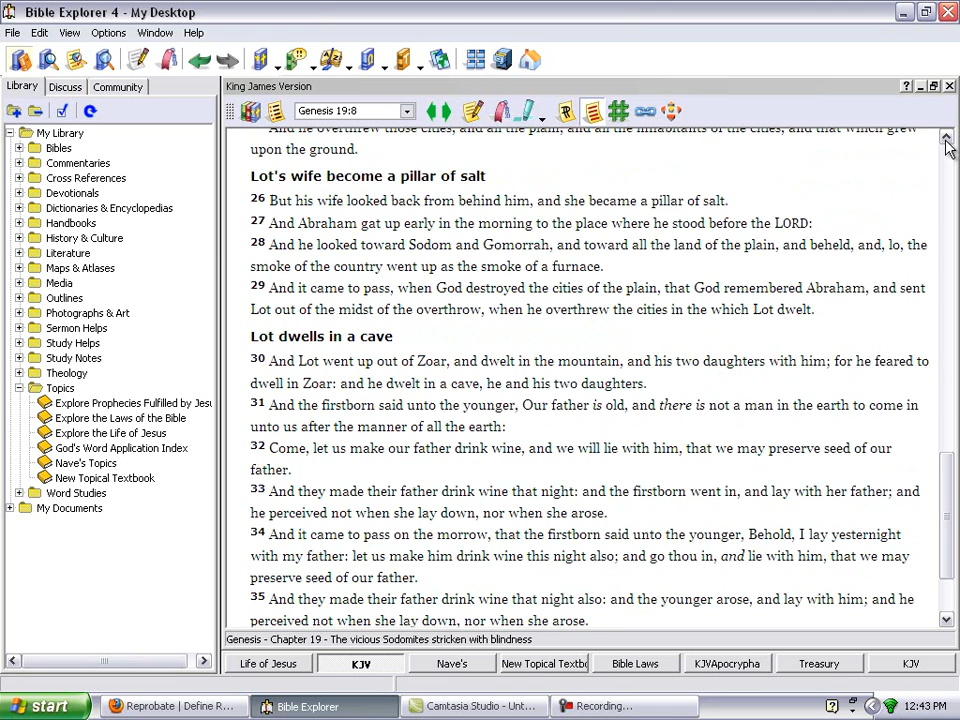 Bible Explorer 4 - My Desktop
File Edit View Options Window Help
Library Discuss Community
King James Version
Genesis 19:8
My Library
Bibles
Commentaries
Cross References
Devotionals
Dictionaries & Encyclopedias
Handbooks
History & Culture
Literature
Maps & Atlases
Media
Outlines
Photographs & Art
Sermon Helps
Study Helps
Study Notes
Theology
Topics
Explore Prophecies Fulfilled by Jesu
Explore the Laws of the Bible
Explore the Life of Jesus
God's Word Application Index
Nave's Topics
New Topical Textbook
Word Studies
My Documents
And he overthrew those cities, and all the plain, and all the inhabitants of the cities, and that which grew
upon the ground.
Lot's wife become a pillar of salt
26 But his wife looked back from behind him, and she became a pillar of salt.
27 And Abraham gat up early in the morning to the place where he stood before the LORD:
28 And he looked toward Sodom and Gomorrah, and toward all the land of the plain, and beheld, and, lo, the
smoke of the country went up as the smoke of a furnace.
29 And it came to pass, when God destroyed the cities of the plain, that God remembered Abraham, and sent
Lot out of the midst of the overthrow, when he overthrew the cities in the which Lot dwelt.
Lot dwells in a cave
30 And Lot went up out of Zoar, and dwelt in the mountain, and his two daughters with him; for he feared to
dwell in Zoar: and he dwelt in a cave, he and his two daughters.
31 And the firstborn said unto the younger, Our father is old, and there is not a man in the earth to come in
unto us after the manner of all the earth:
32 Come, let us make our father drink wine, and we will lie with him, that we may preserve seed of our
father.
33 And they made their father drink wine that night: and the firstborn went in, and lay with her father; and
he perceived not when she lay down, nor when she arose.
34 And it came to pass on the morrow, that the firstborn said unto the younger, Behold, I lay yesternight
with my father: let us make him drink wine this night also; and go thou in, and lie with him, that we may
preserve seed of our father.
35 And they made their father drink wine that night also: and the younger arose, and lay with him; and he
perceived not when she lay down, nor when she arose.
Genesis - Chapter 19 - The vicious Sodomites stricken with blindness
Life of Jesus KJV Nave's New Topical Textbo Bible Laws KJVApocrypha Treasury KJV
start Reprobate | Define R... Bible Explorer Camtasia Studio - Unt... Recording... 12:43 PM